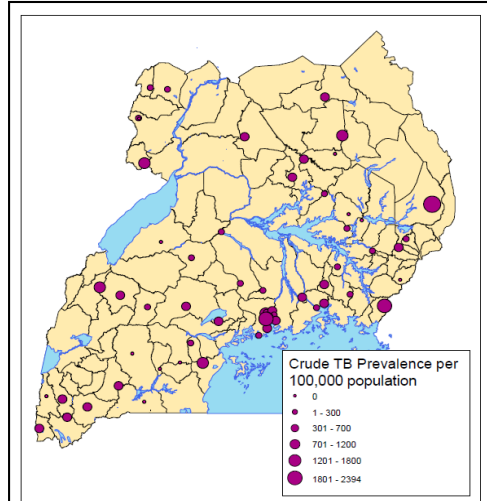 Crude TB Prevalence per
100,000 population
0
1 - 300
301 - 700
701 - 1200
1201 - 1800
1801 - 2394